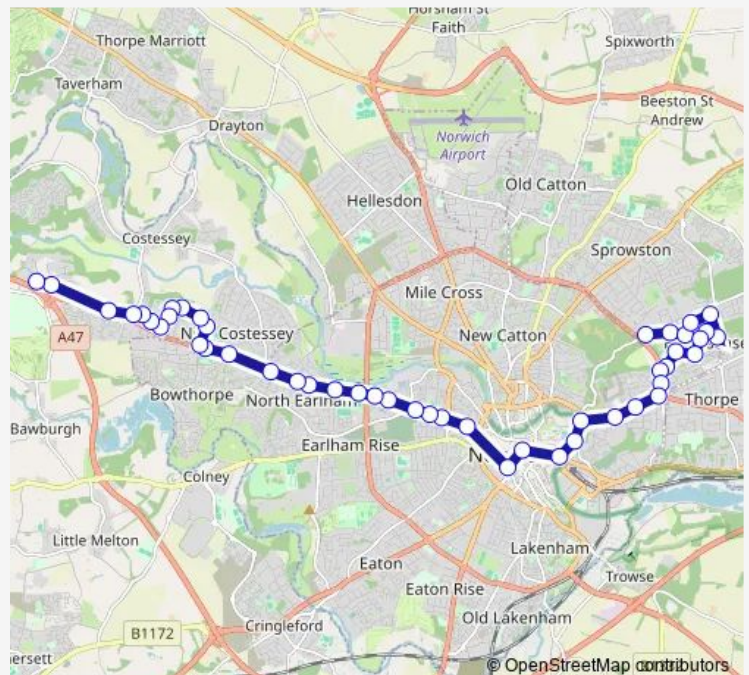 Horsham St
Faith
Thorpe Marriott
Spixworth
Taverham
Beeston St
Andrew
Drayton
Norwich
Airport
Old Catton
Hellesdon
Costessey
Sprowston
Mile Cross
New Catton
Costessey
A47
Bowthorpe
North Earlham
Thorpe
Bawburgh
Earlham Rise
Colney
Little Melton
Lakenham
Eaton
Trowse
Eaton Rise
Old Lakenham
B1172
Cringleford
© OpenStreetMap contributors